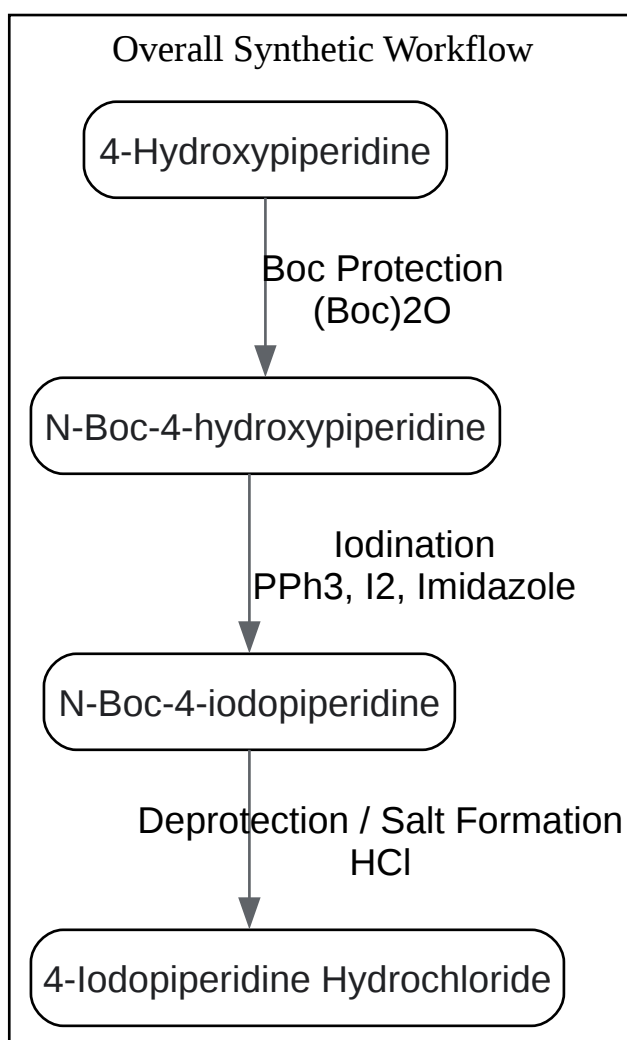 Overall Synthetic Workflow
4-Hydroxypiperidine
Boc Protection
(Boc)2O
N-Boc-4-hydroxypiperidine
Iodination
PPh3, I2, Imidazole
N-Boc-4-iodopiperidine
Deprotection / Salt Formation
HCl
4-Iodopiperidine Hydrochloride